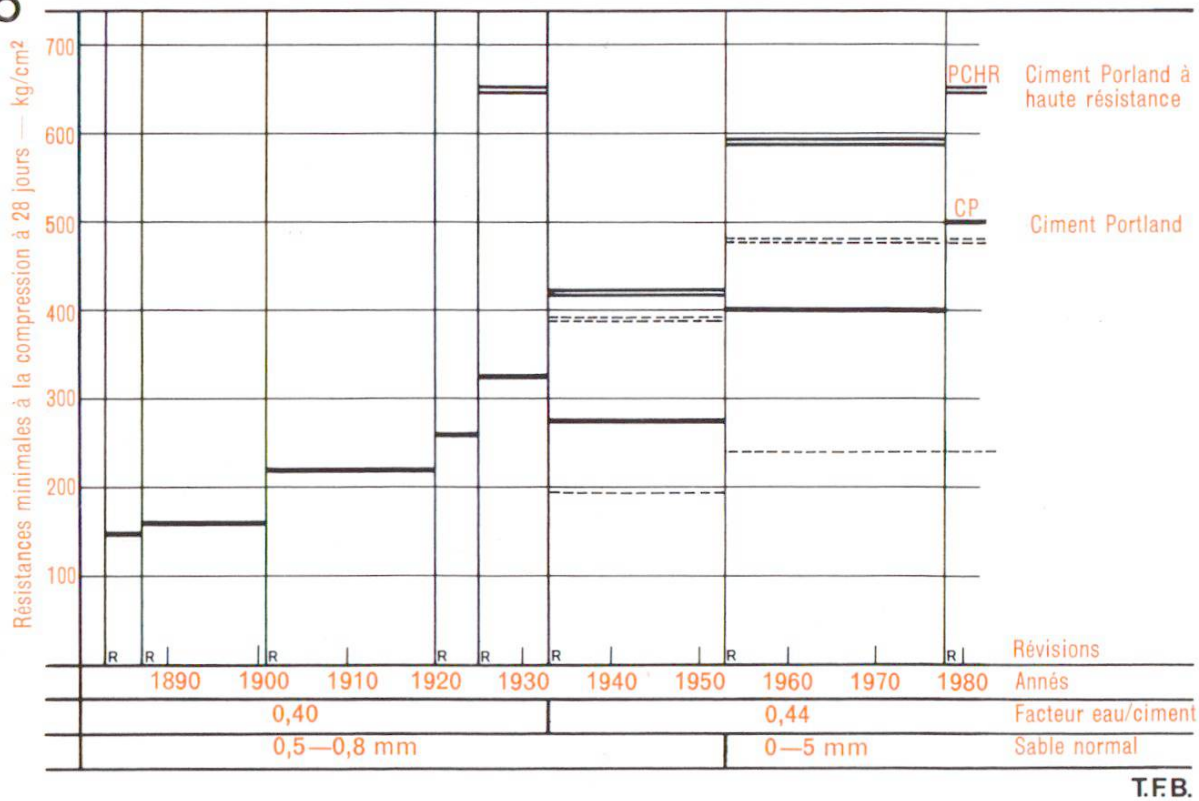 Résistances minimales à la compression à 28 jours — kg/cm²
700
600
500
400
300
200
100
PCHR Ciment Porland à
haute résistance
CP Ciment Portland
R R R R R R R R Révisions
1890 1900 1910 1920 1930 1940 1950 1960 1970 1980 Annés
0,40 0,44 Facteur eau/ciment
0,5—0,8 mm 0—5 mm Sable normal
T.F.B.